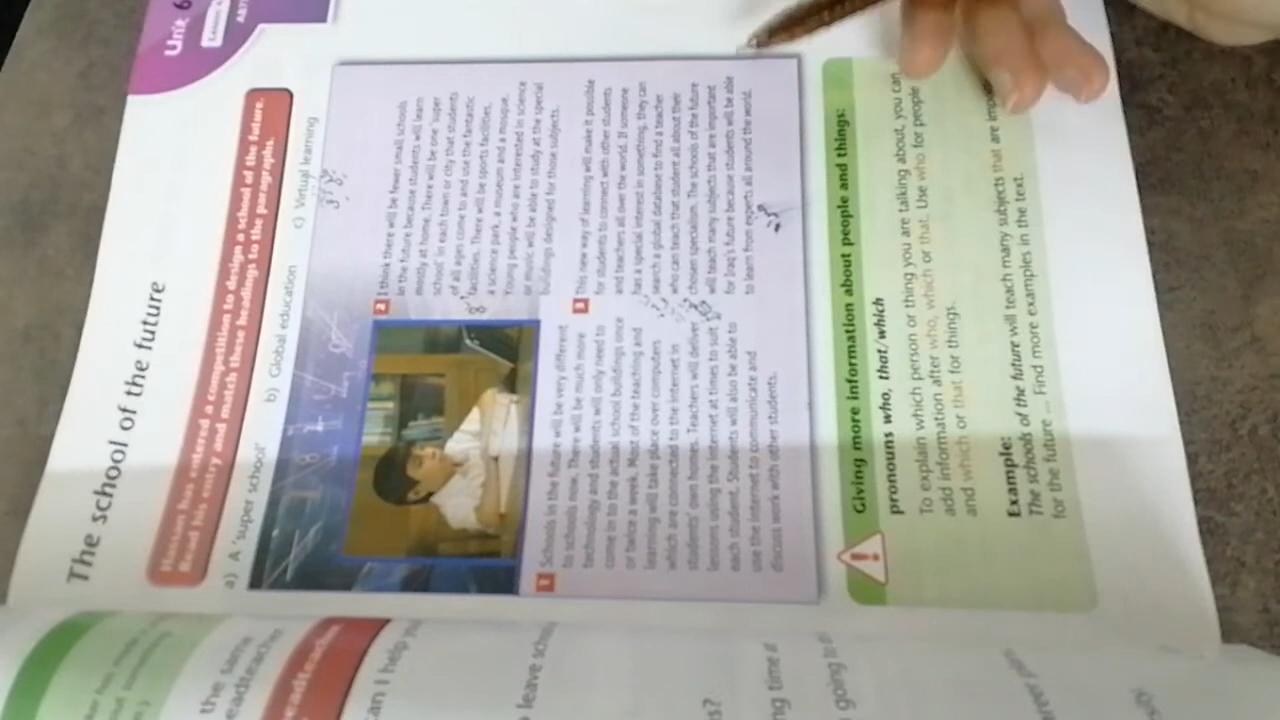 Unit 6
The school of the future
Hassan has entered a competition to design a school of the future.
Read his entry and match these headings to the paragraphs.
a) A 'super school'
b) Global education
c) Virtual learning
1 Schools in the future will be very different
to schools now. There will be much more
technology and students will only need to
come in to the actual school buildings once
or twice a week. Most of the teaching and
learning will take place over computers
which are connected to the internet in
students' own homes. Teachers will deliver
lessons using the internet at times to suit
each student. Students will also be able to
use the internet to communicate and
discuss work with other students.
2 I think there will be fewer small schools
in the future because students will learn
mostly at home. There will be one 'super
school' in each town or city that students
of all ages come to and use the fantastic
facilities. There will be sports facilities,
a science park, a museum and a mosque.
Young people who are interested in science
or music will be able to study at the special
buildings designed for those subjects.
3 This new way of learning will make it possible
for students to connect with other students
and teachers all over the world. If someone
has a special interest in something, they can
search a global database to find a teacher
who can teach that student all about their
chosen specialism. The schools of the future
will teach many subjects that are important
for Iraq's future because students will be able
to learn from experts all around the world.
Giving more information about people and things:
pronouns who, that/which
To explain which person or thing you are talking about, you can
add information after who, which or that. Use who for people
and which or that for things.
Example:
The schools of the future will teach many subjects that are
for the future ... Find more examples in the text.
the same
can I help
leave
going to